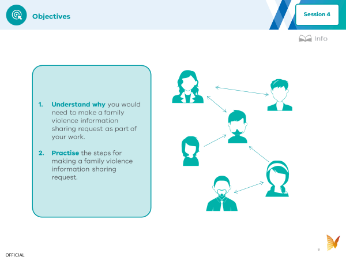 Objectives
Session 6
Info
1. Understand why you would
need to make a family
violence information
sharing request as part of
your work.
2. Practise the steps for
making a family violence
information sharing
request.
OFFICIAL